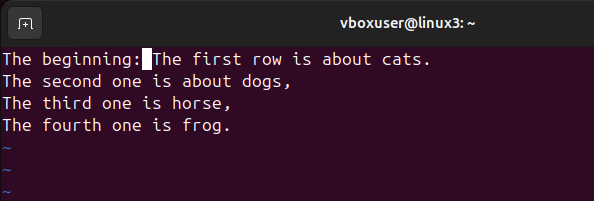 vboxuser@linux3: ~
The beginning: The first row is about cats.
The second one is about dogs,
The third one is horse,
The fourth one is frog.
~
~
~